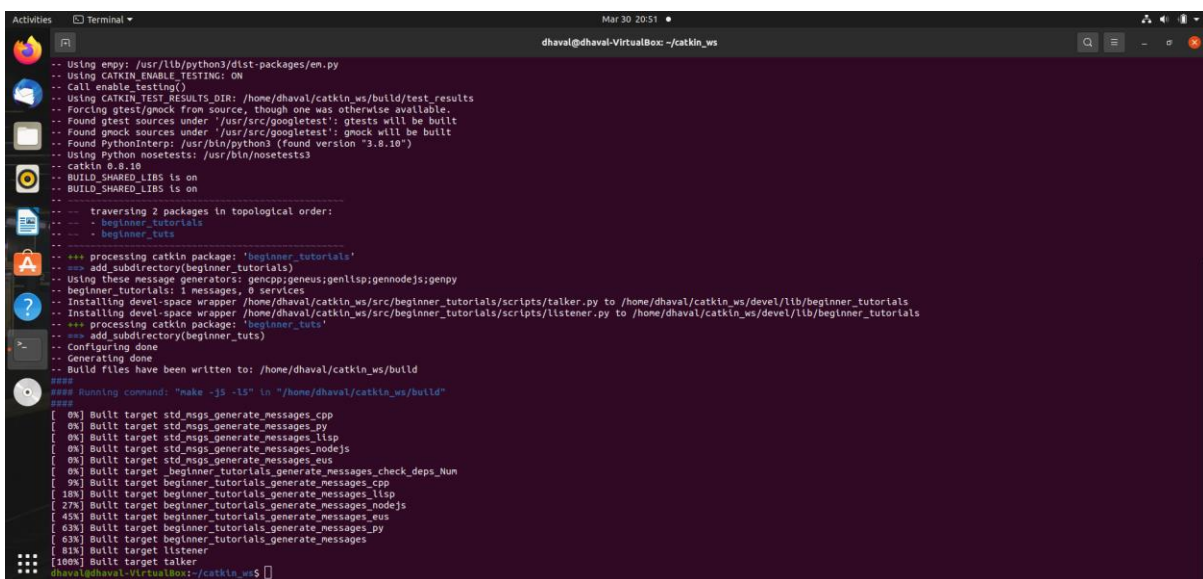 Activities
Terminal
Mar 30 20:51
dhaval@dhaval-VirtualBox: ~/catkin_ws
-- Using empy: /usr/lib/python3/dist-packages/em.py
-- Using CATKIN_ENABLE_TESTING: ON
-- Call enable_testing()
-- Using CATKIN_TEST_RESULTS_DIR: /home/dhaval/catkin_ws/build/test_results
-- Forcing gtest/gmock from source, though one was otherwise available.
-- Found gtest sources under '/usr/src/googletest': gtests will be built
-- Found gmock sources under '/usr/src/googletest': gmock will be built
-- Found PythonInterp: /usr/bin/python3 (found version "3.8.10")
-- Using Python nosetests: /usr/bin/nosetests3
-- catkin 0.8.10
-- BUILD_SHARED_LIBS is on
-- BUILD_SHARED_LIBS is on
-- ~~~~~~~~~~~~~~~~~~~~~~~~~~~~~~~~~~~~~~~~~~~~~~~~~
-- ~~  traversing 2 packages in topological order:
-- ~~  - beginner_tutorials
-- ~~  - beginner_tuts
-- ~~~~~~~~~~~~~~~~~~~~~~~~~~~~~~~~~~~~~~~~~~~~~~~~~
-- +++ processing catkin package: 'beginner_tutorials'
-- ==> add_subdirectory(beginner_tutorials)
-- Using these message generators: gencpp;geneus;genlisp;gennodejs;genpy
-- beginner_tutorials: 1 messages, 0 services
-- Installing devel-space wrapper /home/dhaval/catkin_ws/src/beginner_tutorials/scripts/talker.py to /home/dhaval/catkin_ws/devel/lib/beginner_tutorials
-- Installing devel-space wrapper /home/dhaval/catkin_ws/src/beginner_tutorials/scripts/listener.py to /home/dhaval/catkin_ws/devel/lib/beginner_tutorials
-- +++ processing catkin package: 'beginner_tuts'
-- ==> add_subdirectory(beginner_tuts)
-- Configuring done
-- Generating done
-- Build files have been written to: /home/dhaval/catkin_ws/build
####
#### Running command: "make -j5 -l5" in "/home/dhaval/catkin_ws/build"
####
[  0%] Built target std_msgs_generate_messages_cpp
[  0%] Built target std_msgs_generate_messages_py
[  0%] Built target std_msgs_generate_messages_lisp
[  0%] Built target std_msgs_generate_messages_nodejs
[  0%] Built target std_msgs_generate_messages_eus
[  0%] Built target _beginner_tutorials_generate_messages_check_deps_Num
[  9%] Built target beginner_tutorials_generate_messages_cpp
[ 18%] Built target beginner_tutorials_generate_messages_lisp
[ 27%] Built target beginner_tutorials_generate_messages_nodejs
[ 45%] Built target beginner_tutorials_generate_messages_eus
[ 63%] Built target beginner_tutorials_generate_messages_py
[ 63%] Built target beginner_tutorials_generate_messages
[ 81%] Built target listener
[100%] Built target talker
dhaval@dhaval-VirtualBox:~/catkin_ws$